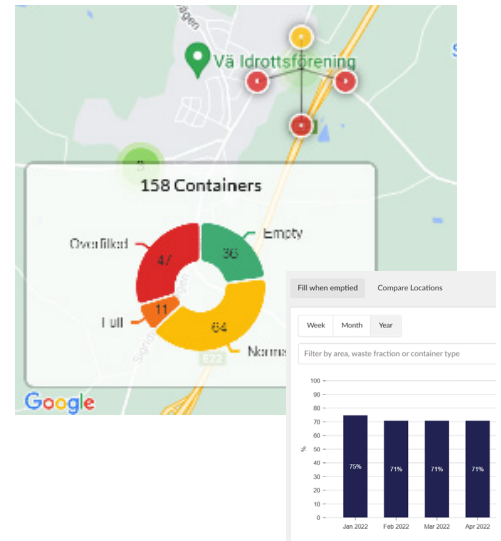 Vä Idrottsförening
158 Containers
Overfilled
Empty
47
36
Full
11
64
E22
Google
Fill when emptied
Compare Locations
Week
Month
Year
Filter by area, waste fraction or container type
100
90
80
70
60
50
%
40
30
20
10
0
75%
71%
71%
71%
Jan 2022
Feb 2022
Mar 2022
Apr 2022